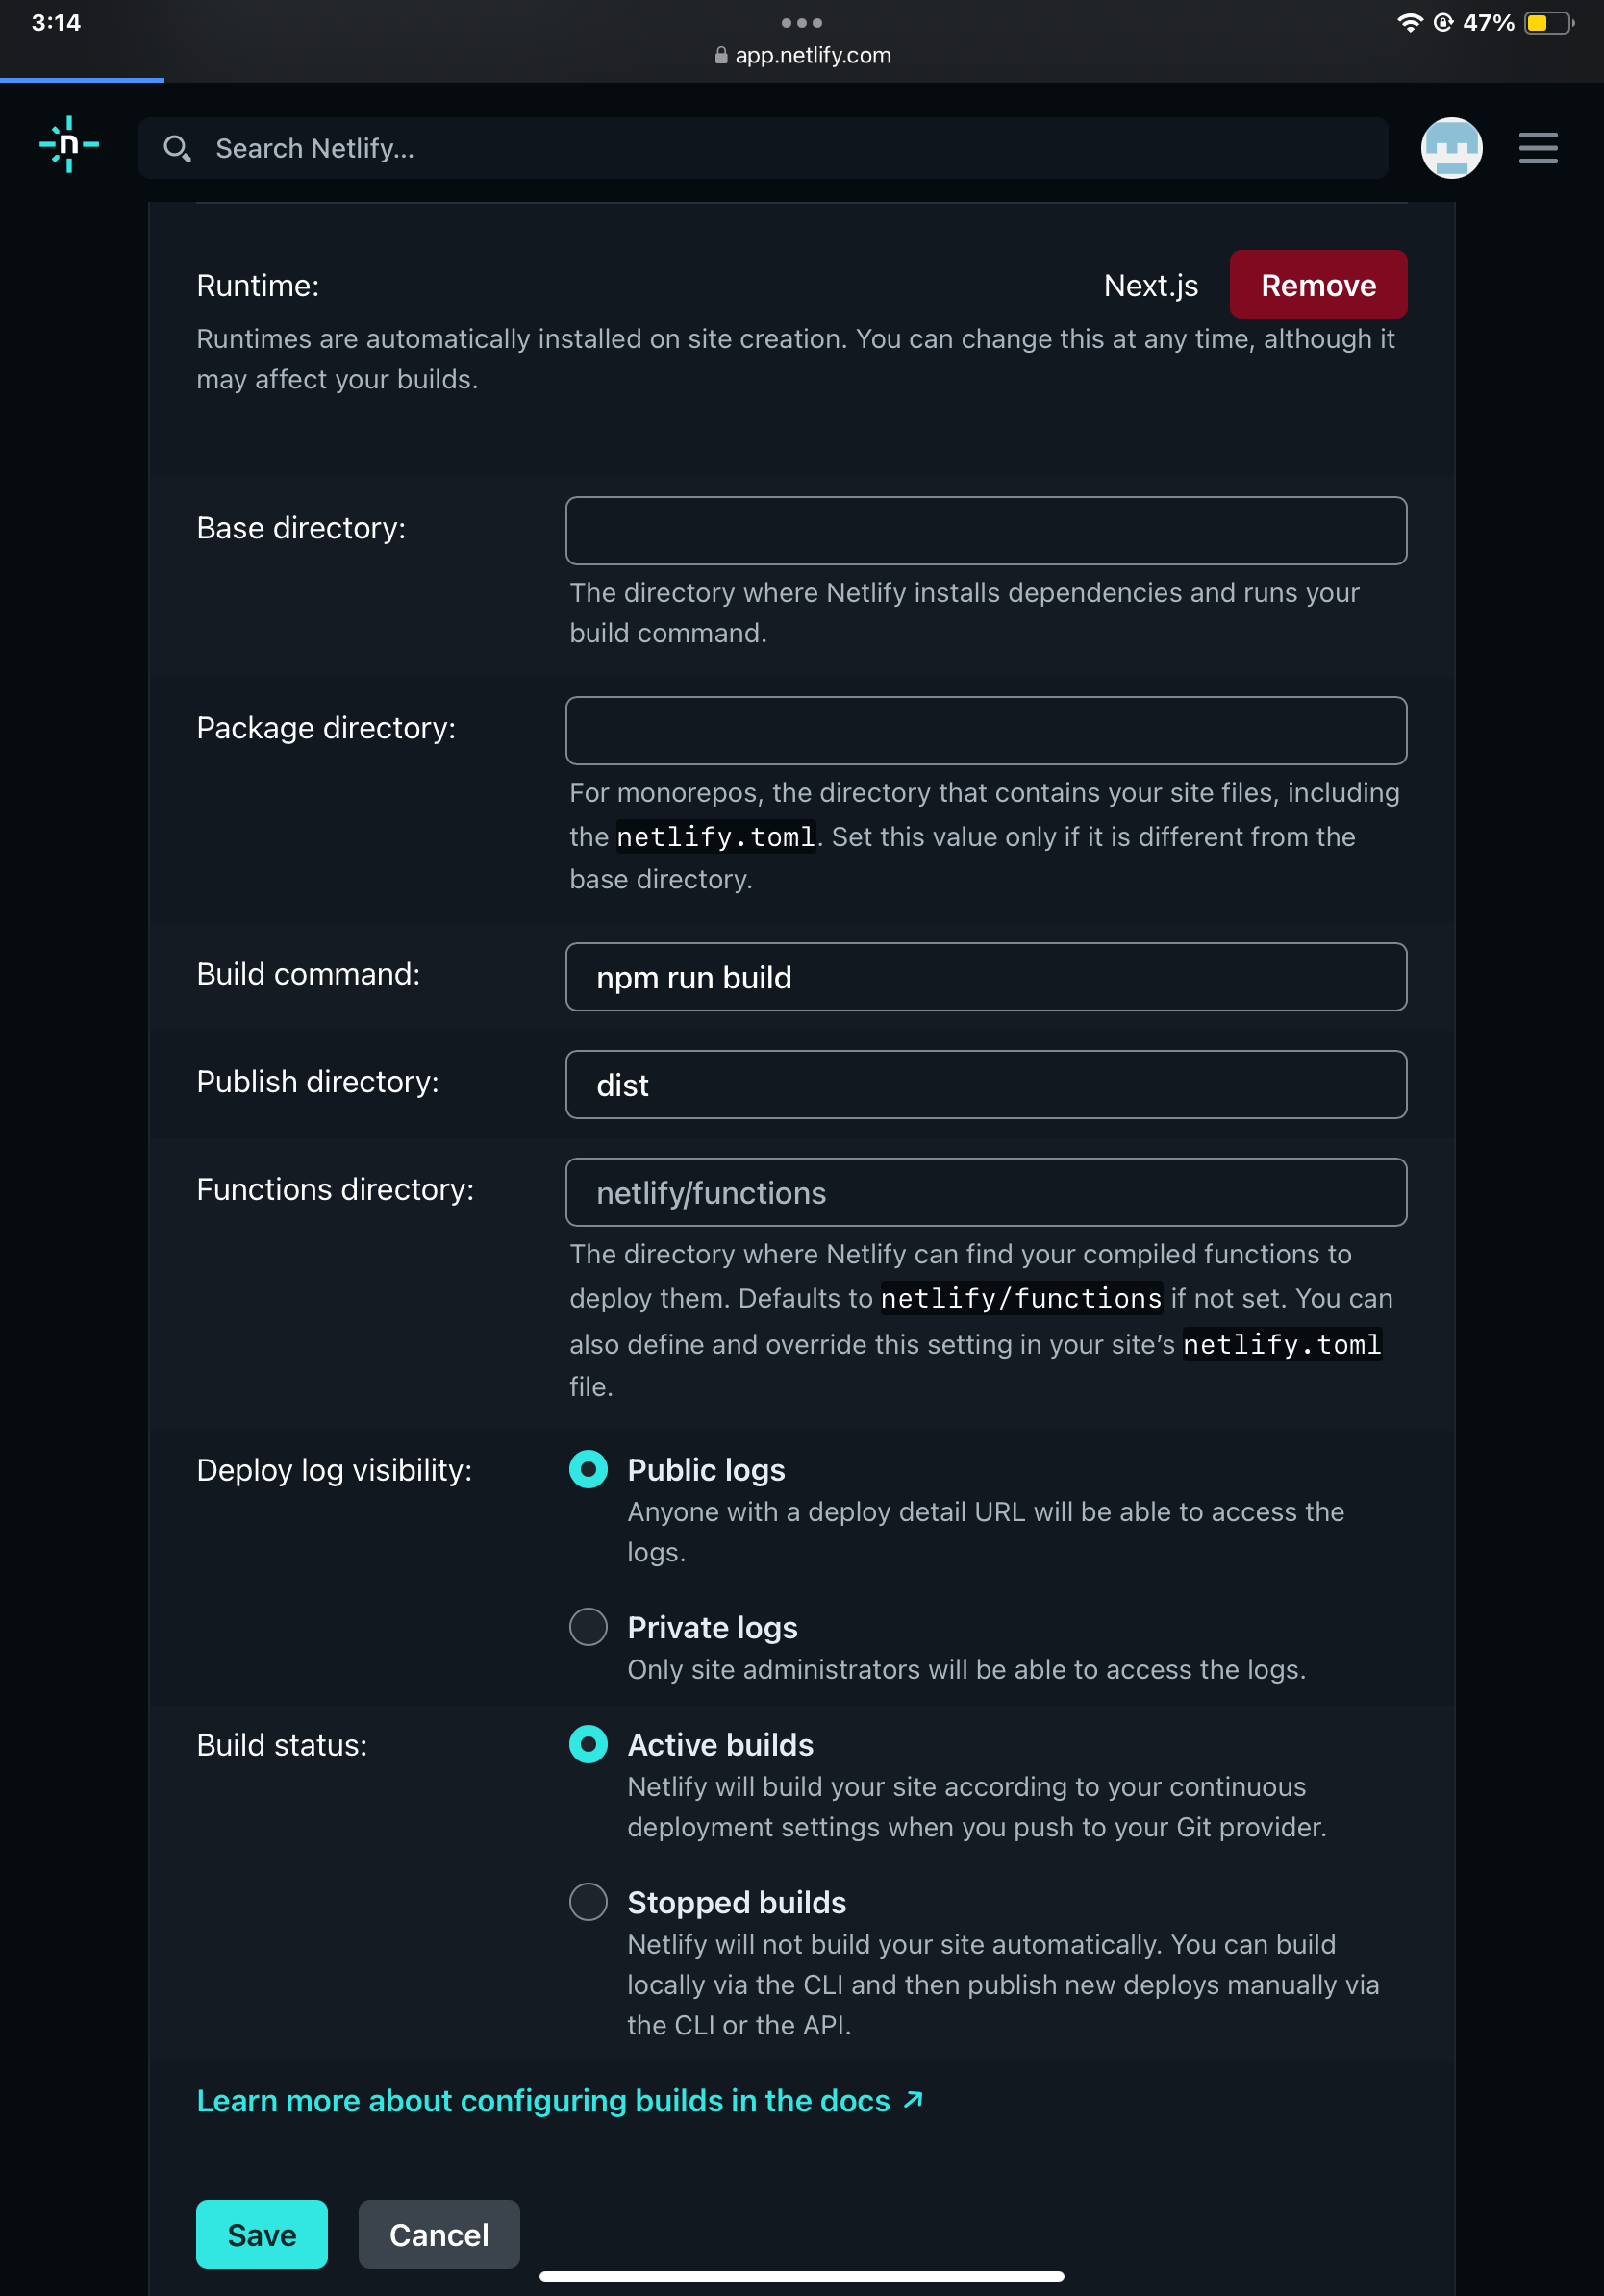 3:14
47%
app.netlify.com
n
Search Netlify...
Runtime:
Next.js
Remove
Runtimes are automatically installed on site creation. You can change this at any time, although it
may affect your builds.
Base directory:
The directory where Netlify installs dependencies and runs your
build command.
Package directory:
For monorepos, the directory that contains your site files, including
the netlify.toml. Set this value only if it is different from the
base directory.
Build command:
npm run build
Publish directory:
dist
Functions directory:
netlify/functions
The directory where Netlify can find your compiled functions to
deploy them. Defaults to netlify/functions if not set. You can
also define and override this setting in your site’s netlify.toml
file.
Deploy log visibility:
Public logs
Anyone with a deploy detail URL will be able to access the
logs.
Private logs
Only site administrators will be able to access the logs.
Build status:
Active builds
Netlify will build your site according to your continuous
deployment settings when you push to your Git provider.
Stopped builds
Netlify will not build your site automatically. You can build
locally via the CLI and then publish new deploys manually via
the CLI or the API.
Learn more about configuring builds in the docs ↗
Save
Cancel